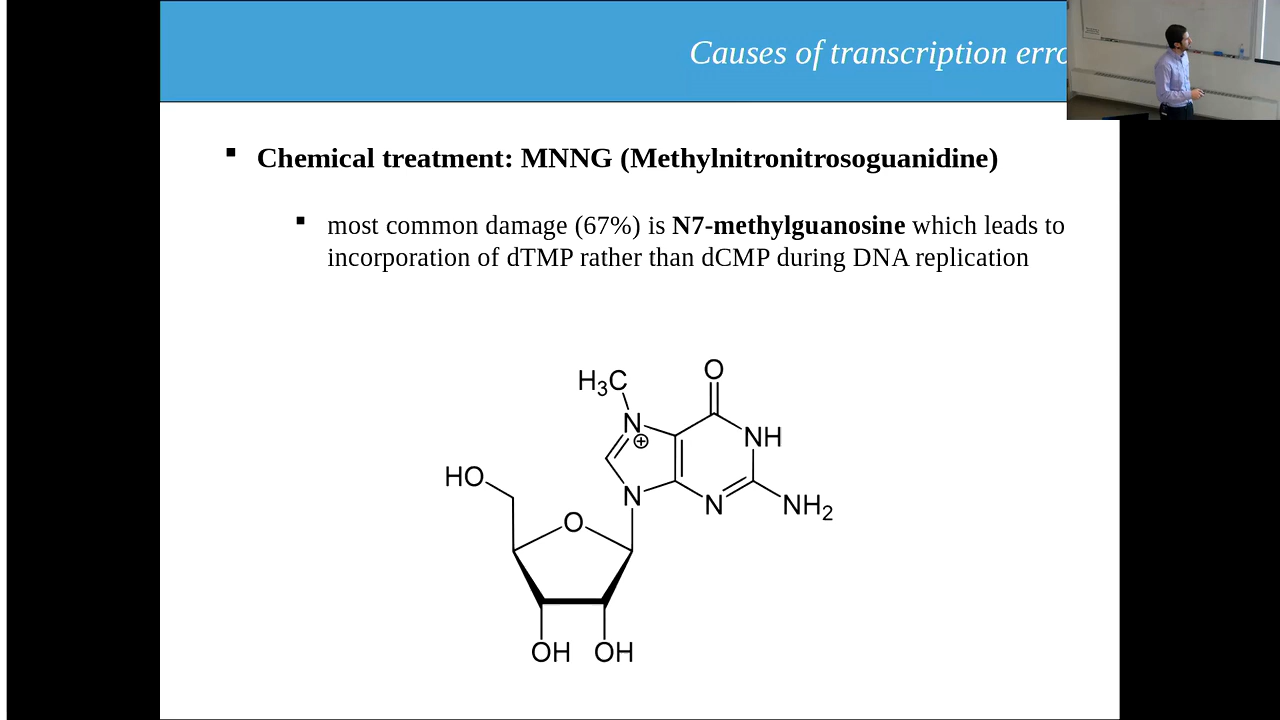 Causes of transcription erro
▪ Chemical treatment: MNNG (Methylnitronitrosoguanidine)
▪ most common damage (67%) is N7-methylguanosine which leads to
incorporation of dTMP rather than dCMP during DNA replication
O
H3C
N
⊕
NH
HO
N
N
NH2
O
OH OH